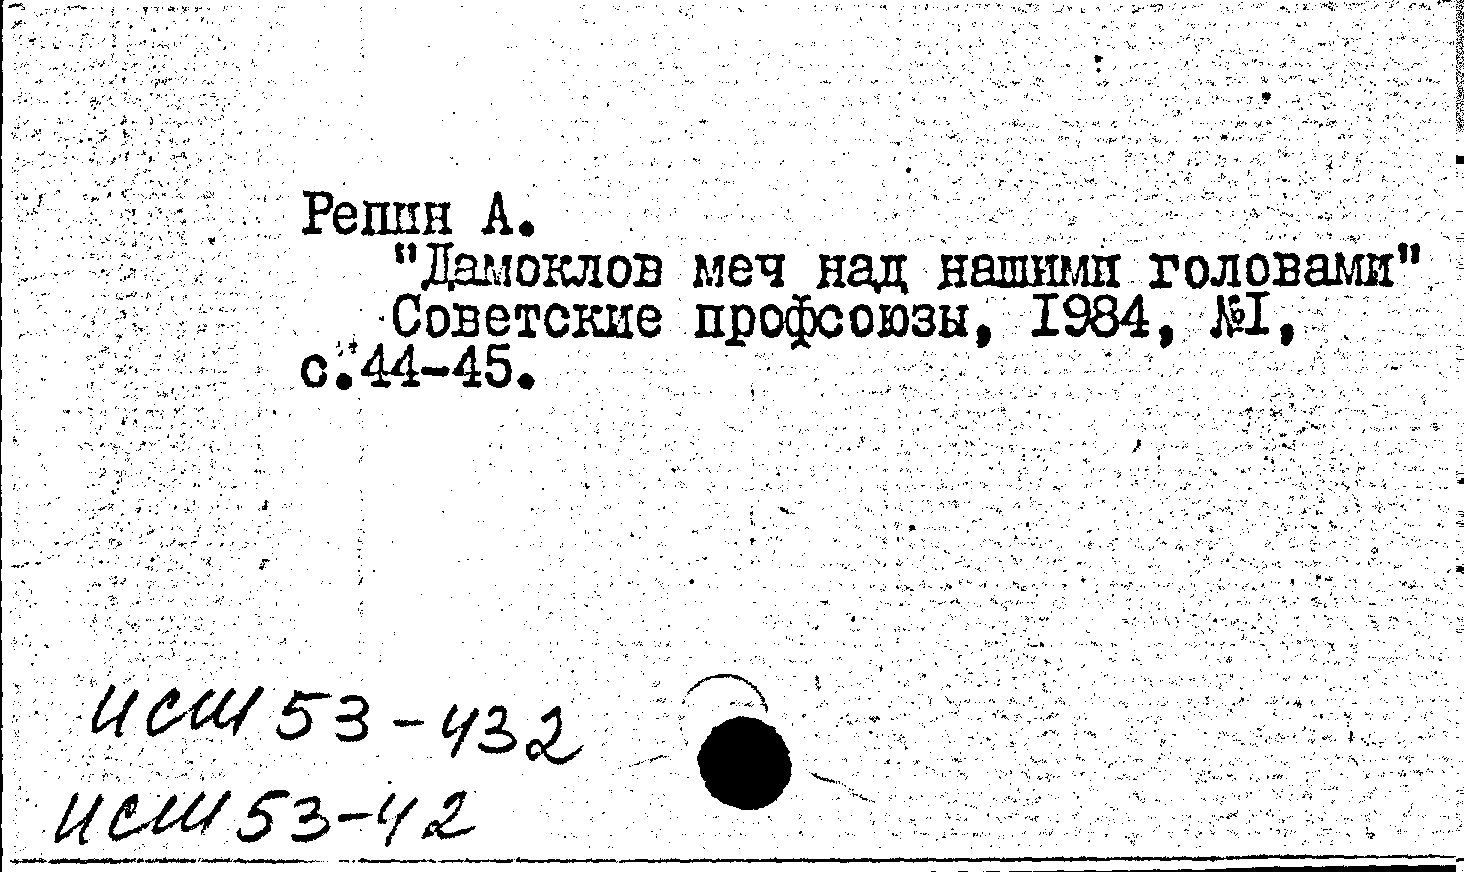 Репин А.
"Дамоклов меч над нашими головами"
Советские профсоюзы, 1984, №1,
с.44-45.
ИСШ 53-432
ИСШ 53-42